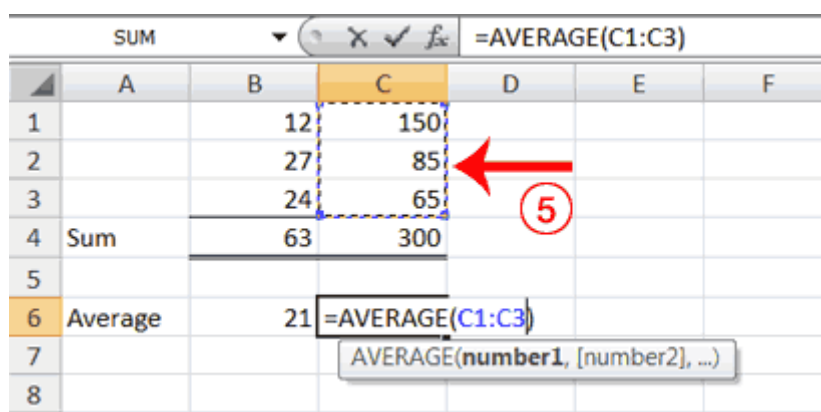 SUM fx =AVERAGE(C1:C3)
A B C D E F
1 12 150
2 27 85
3 24 65
5
4 Sum 63 300
5
6 Average 21 =AVERAGE(C1:C3)
7 AVERAGE(number1, [number2], ...)
8